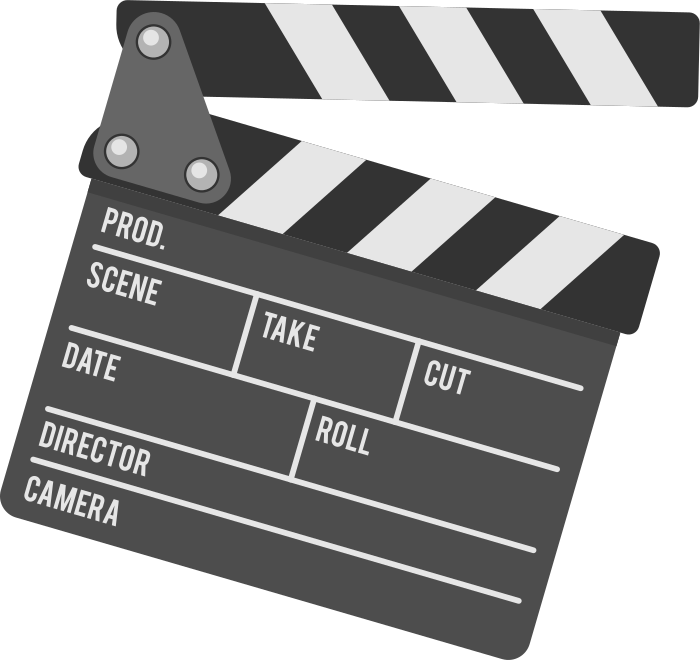 PROD.
SCENE TAKE CUT
DATE ROLL
DIRECTOR
CAMERA